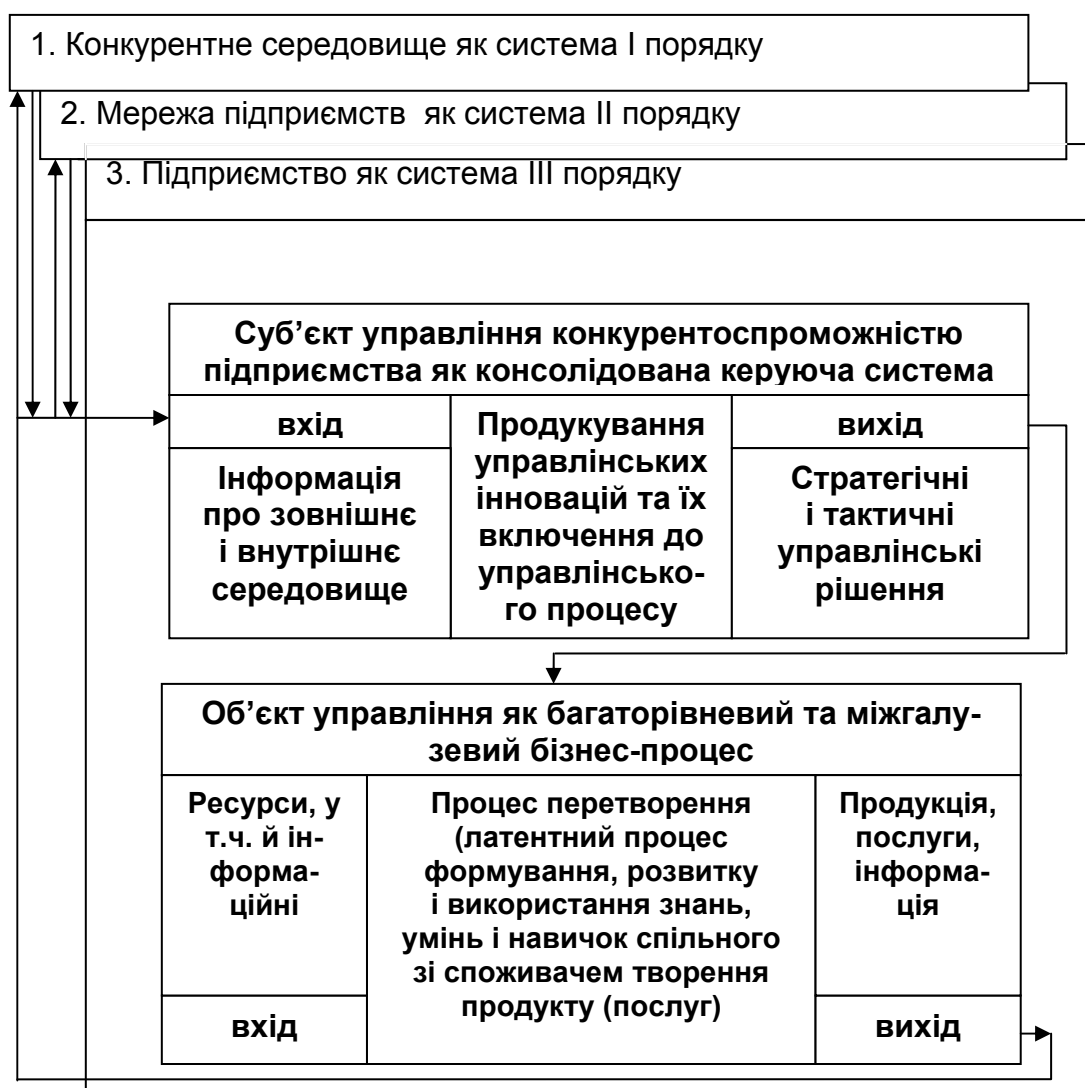 1. Конкурентне середовище як система І порядку
2. Мережа підприємств як система ІІ порядку
3. Підприємство як система ІІІ порядку
Суб’єкт управління конкурентоспроможністю
підприємства як консолідована керуюча система
вхід
Інформація
про зовнішнє
і внутрішнє
середовище
Продукування
управлінських
інновацій та їх
включення до
управлінсько-
го процесу
вихід
Стратегічні
і тактичні
управлінські
рішення
Об’єкт управління як багаторівневий та міжгалу-
зевий бізнес-процес
Ресурси, у
т.ч. й ін-
форма-
ційні
вхід
Процес перетворення
(латентний процес
формування, розвитку
і використання знань,
умінь і навичок спільного
зі споживачем творення
продукту (послуг)
Продукція,
послуги,
інформа-
ція
вихід